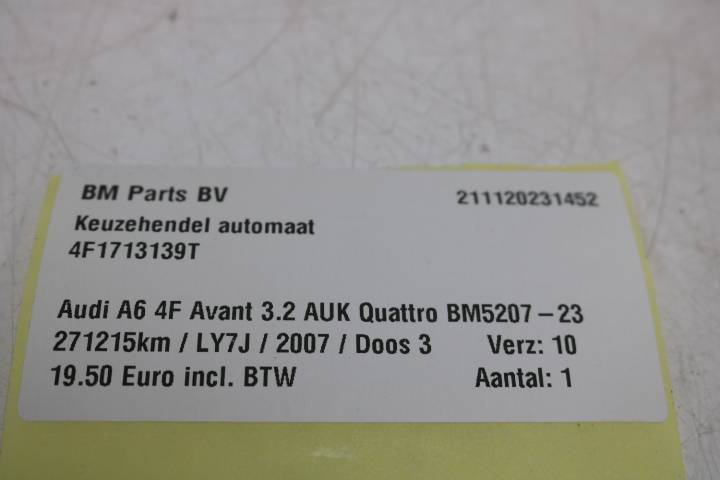 BM Parts BV 211120231452
Keuzehendel automaat
4F1713139T
Audi A6 4F Avant 3.2 AUK Quattro BM5207-23
271215km / LY7J / 2007 / Doos 3 Verz: 10
19.50 Euro incl. BTW Aantal: 1